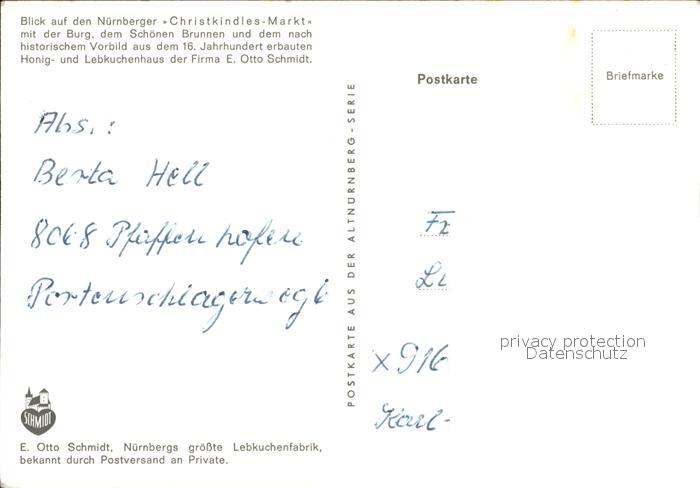 Blick auf den Nürnberger »Christkindles-Markt«
mit der Burg, dem Schönen Brunnen und dem nach
historischem Vorbild aus dem 16. Jahrhundert erbauten
Honig- und Lebkuchenhaus der Firma E. Otto Schmidt.
Abs.:
Berta Hell
8068 Pfaffenhofen
POSTKARTE AUS DER ALTNÜRNBERG-SERIE
Postkarte
Briefmarke
Fr
Lu
X 916
Karl-
privacy protection
Datenschutz
SCHMIDT
E. Otto Schmidt, Nürnbergs größte Lebkuchenfabrik,
bekannt durch Postversand an Private.